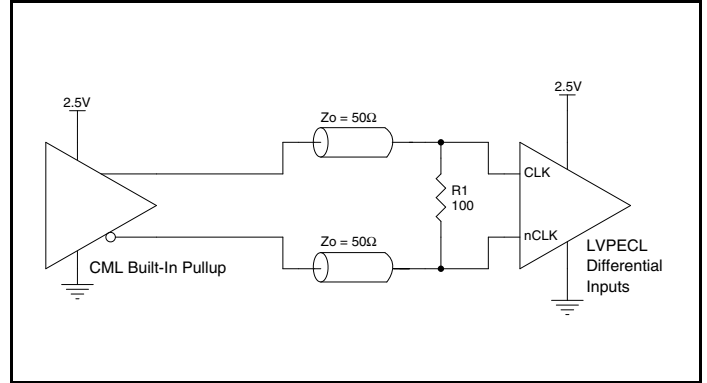 2.5V
2.5V
Zo = 50Ω
CLK
R1
100
Zo = 50Ω
nCLK
CML Built-In Pullup
LVPECL
Differential
Inputs